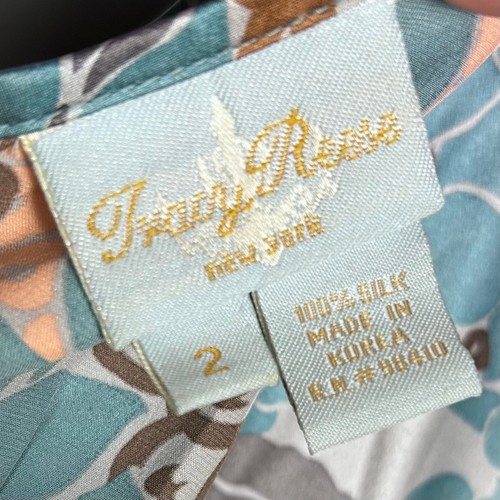 Tracy Reese
NEW YORK
2
100% SILK
MADE IN
KOREA
R.N.# 98410